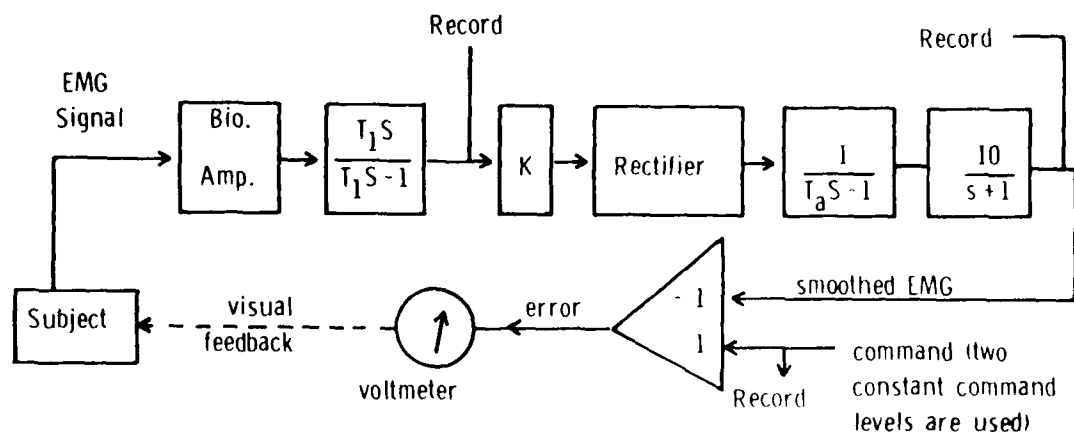 Record
Record
EMG
Signal
Bio.
Amp.
T₁S
T₁S - 1
K
Rectifier
1
TₐS - 1
10
s + 1
Subject
visual
feedback
voltmeter
error
- 1
1
smoothed EMG
Record
command (two
constant command
levels are used)